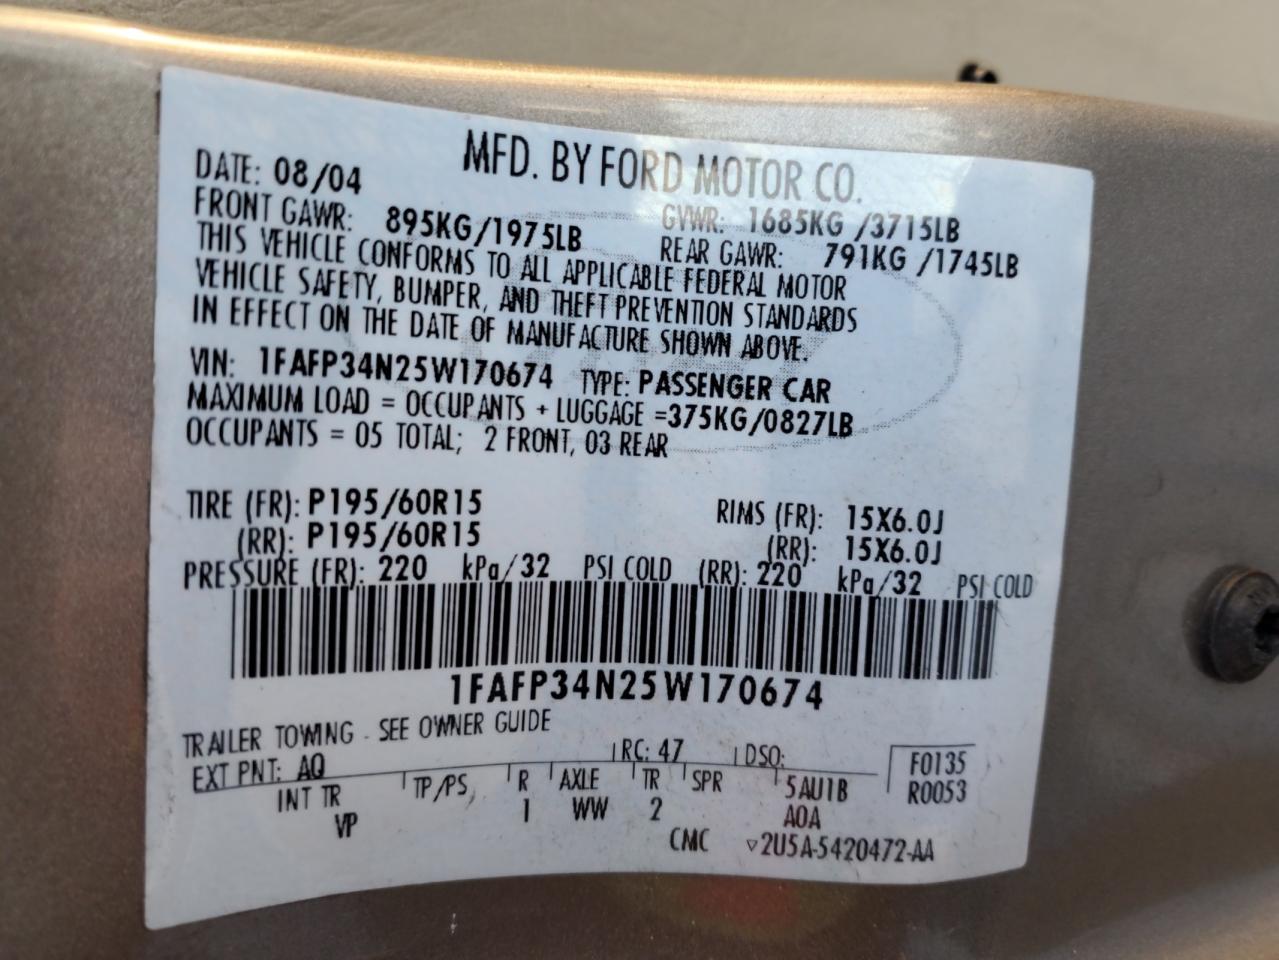 MFD. BY FORD MOTOR CO.
DATE: 08/04 GVWR: 1685KG /3715LB
FRONT GAWR: 895KG/1975LB REAR GAWR: 791KG /1745LB
THIS VEHICLE CONFORMS TO ALL APPLICABLE FEDERAL MOTOR
VEHICLE SAFETY, BUMPER, AND THEFT PREVENTION STANDARDS
IN EFFECT ON THE DATE OF MANUFACTURE SHOWN ABOVE.
VIN: 1FAFP34N25W170674 TYPE: PASSENGER CAR
MAXIMUM LOAD = OCCUPANTS + LUGGAGE =375KG/0827LB
OCCUPANTS = 05 TOTAL; 2 FRONT, 03 REAR
TIRE (FR): P195/60R15 RIMS (FR): 15X6.0J
(RR): P195/60R15 (RR): 15X6.0J
PRESSURE (FR): 220 kPa/32 PSI COLD (RR): 220 kPa/32 PSI COLD
1FAFP34N25W170674
TRAILER TOWING - SEE OWNER GUIDE
EXT PNT: AQ RC: 47 DSO: F0135
INT TR TP/PS R AXLE TR SPR 5AU1B R0053
VP 1 WW 2 AOA
CMC ▽2U5A-5420472-AA